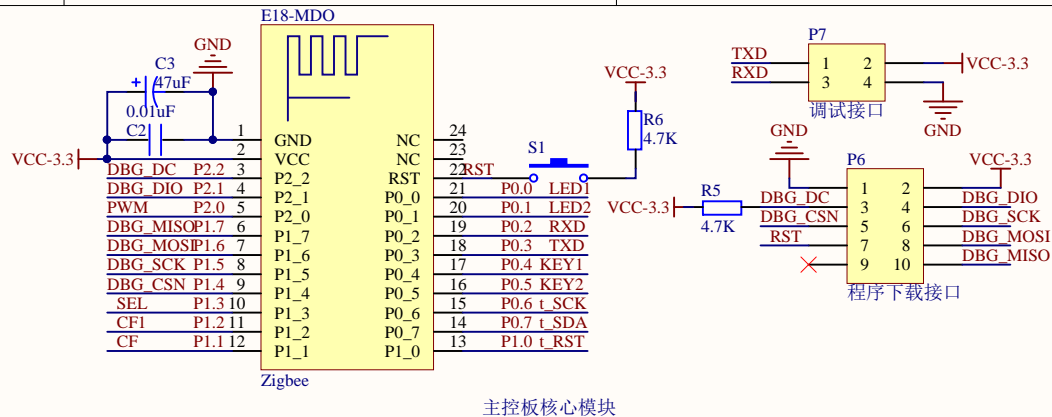 E18-MDO
GND
C3
+
47uF
0.01uF
C2
VCC-3.3
1 GND
2 VCC
DBG_DC P2.2 3 P2_2
DBG_DIO P2.1 4 P2_1
PWM P2.0 5 P2_0
DBG_MISO P1.7 6 P1_7
DBG_MOSI P1.6 7 P1_6
DBG_SCK P1.5 8 P1_5
DBG_CSN P1.4 9 P1_4
SEL P1.3 10 P1_3
CF1 P1.2 11 P1_2
CF P1.1 12 P1_1
NC 24
NC 23
RST 22 RST
P0_0 21 P0.0 LED1
P0_1 20 P0.1 LED2
P0_2 19 P0.2 RXD
P0_3 18 P0.3 TXD
P0_4 17 P0.4 KEY1
P0_5 16 P0.5 KEY2
P0_6 15 P0.6 t_SCK
P0_7 14 P0.7 t_SDA
P1_0 13 P1.0 t_RST
Zigbee
S1
VCC-3.3
R6
4.7K
P7
TXD 1 2 VCC-3.3
RXD 3 4
调试接口
GND
GND
P6
VCC-3.3
1 2
VCC-3.3 R5 DBG_DC 3 4 DBG_DIO
4.7K
DBG_CSN 5 6 DBG_SCK
RST 7 8 DBG_MOSI
9 10 DBG_MISO
程序下载接口
主控板核心模块